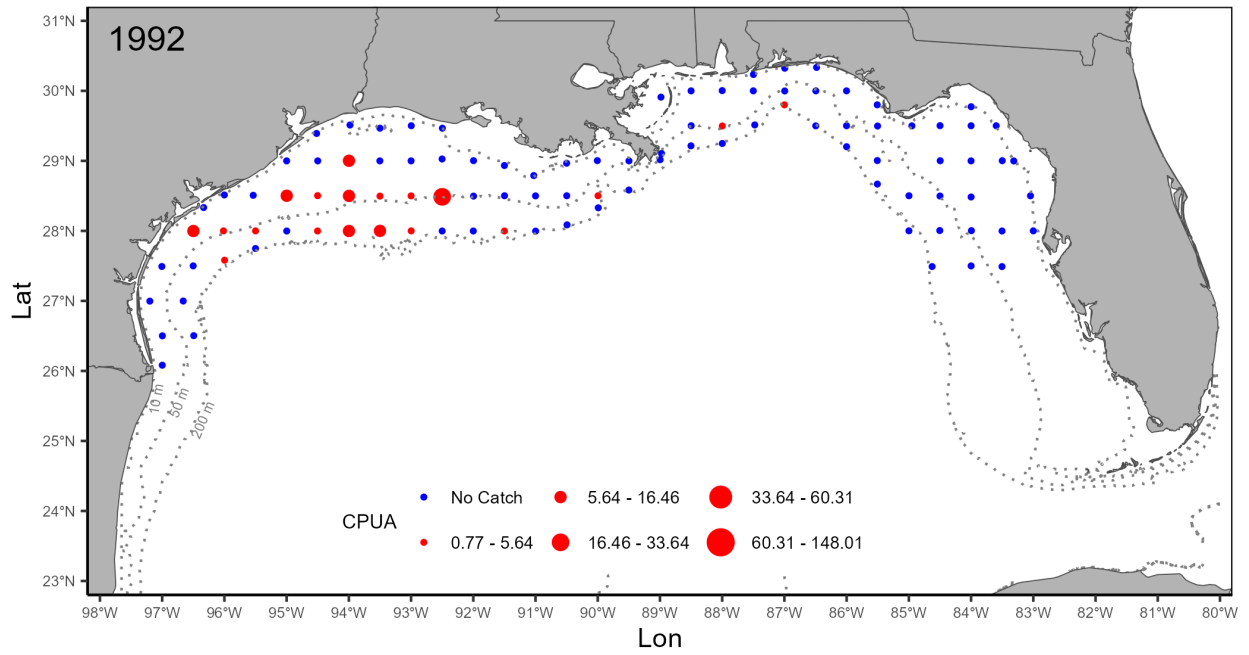 1992
31°N
30°N
29°N
28°N
27°N
26°N
25°N
24°N
23°N
Lat
10 m
50 m
200 m
CPUA
No Catch
5.64 - 16.46
33.64 - 60.31
0.77 - 5.64
16.46 - 33.64
60.31 - 148.01
98°W 97°W 96°W 95°W 94°W 93°W 92°W 91°W 90°W 89°W 88°W 87°W 86°W 85°W 84°W 83°W 82°W 81°W 80°W
Lon